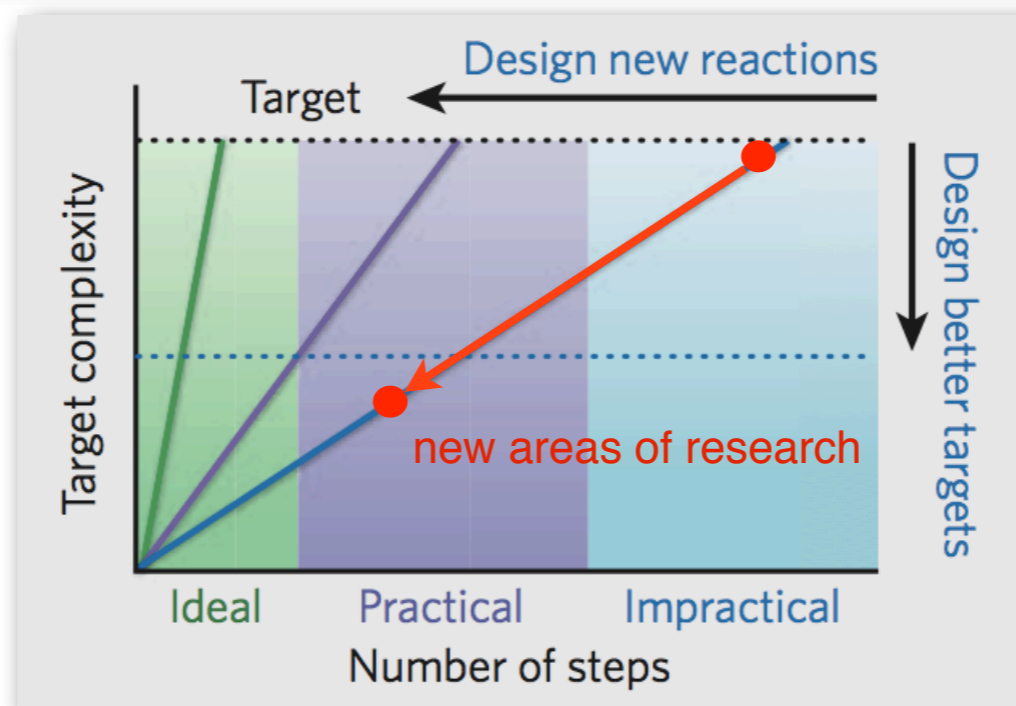 Design new reactions
Target
Target complexity
Design better targets
new areas of research
Ideal
Practical
Impractical
Number of steps